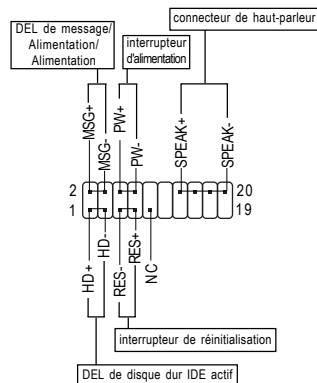 connecteur de haut-parleur
DEL de message/
Alimentation/
Alimentation
interrupteur
d'alimentation
MSG+
MSG-
PW+
PW-
SPEAK+
SPEAK-
2
20
1
19
HD+
HD-
RES-
RES+
NC
interrupteur de réinitialisation
DEL de disque dur IDE actif